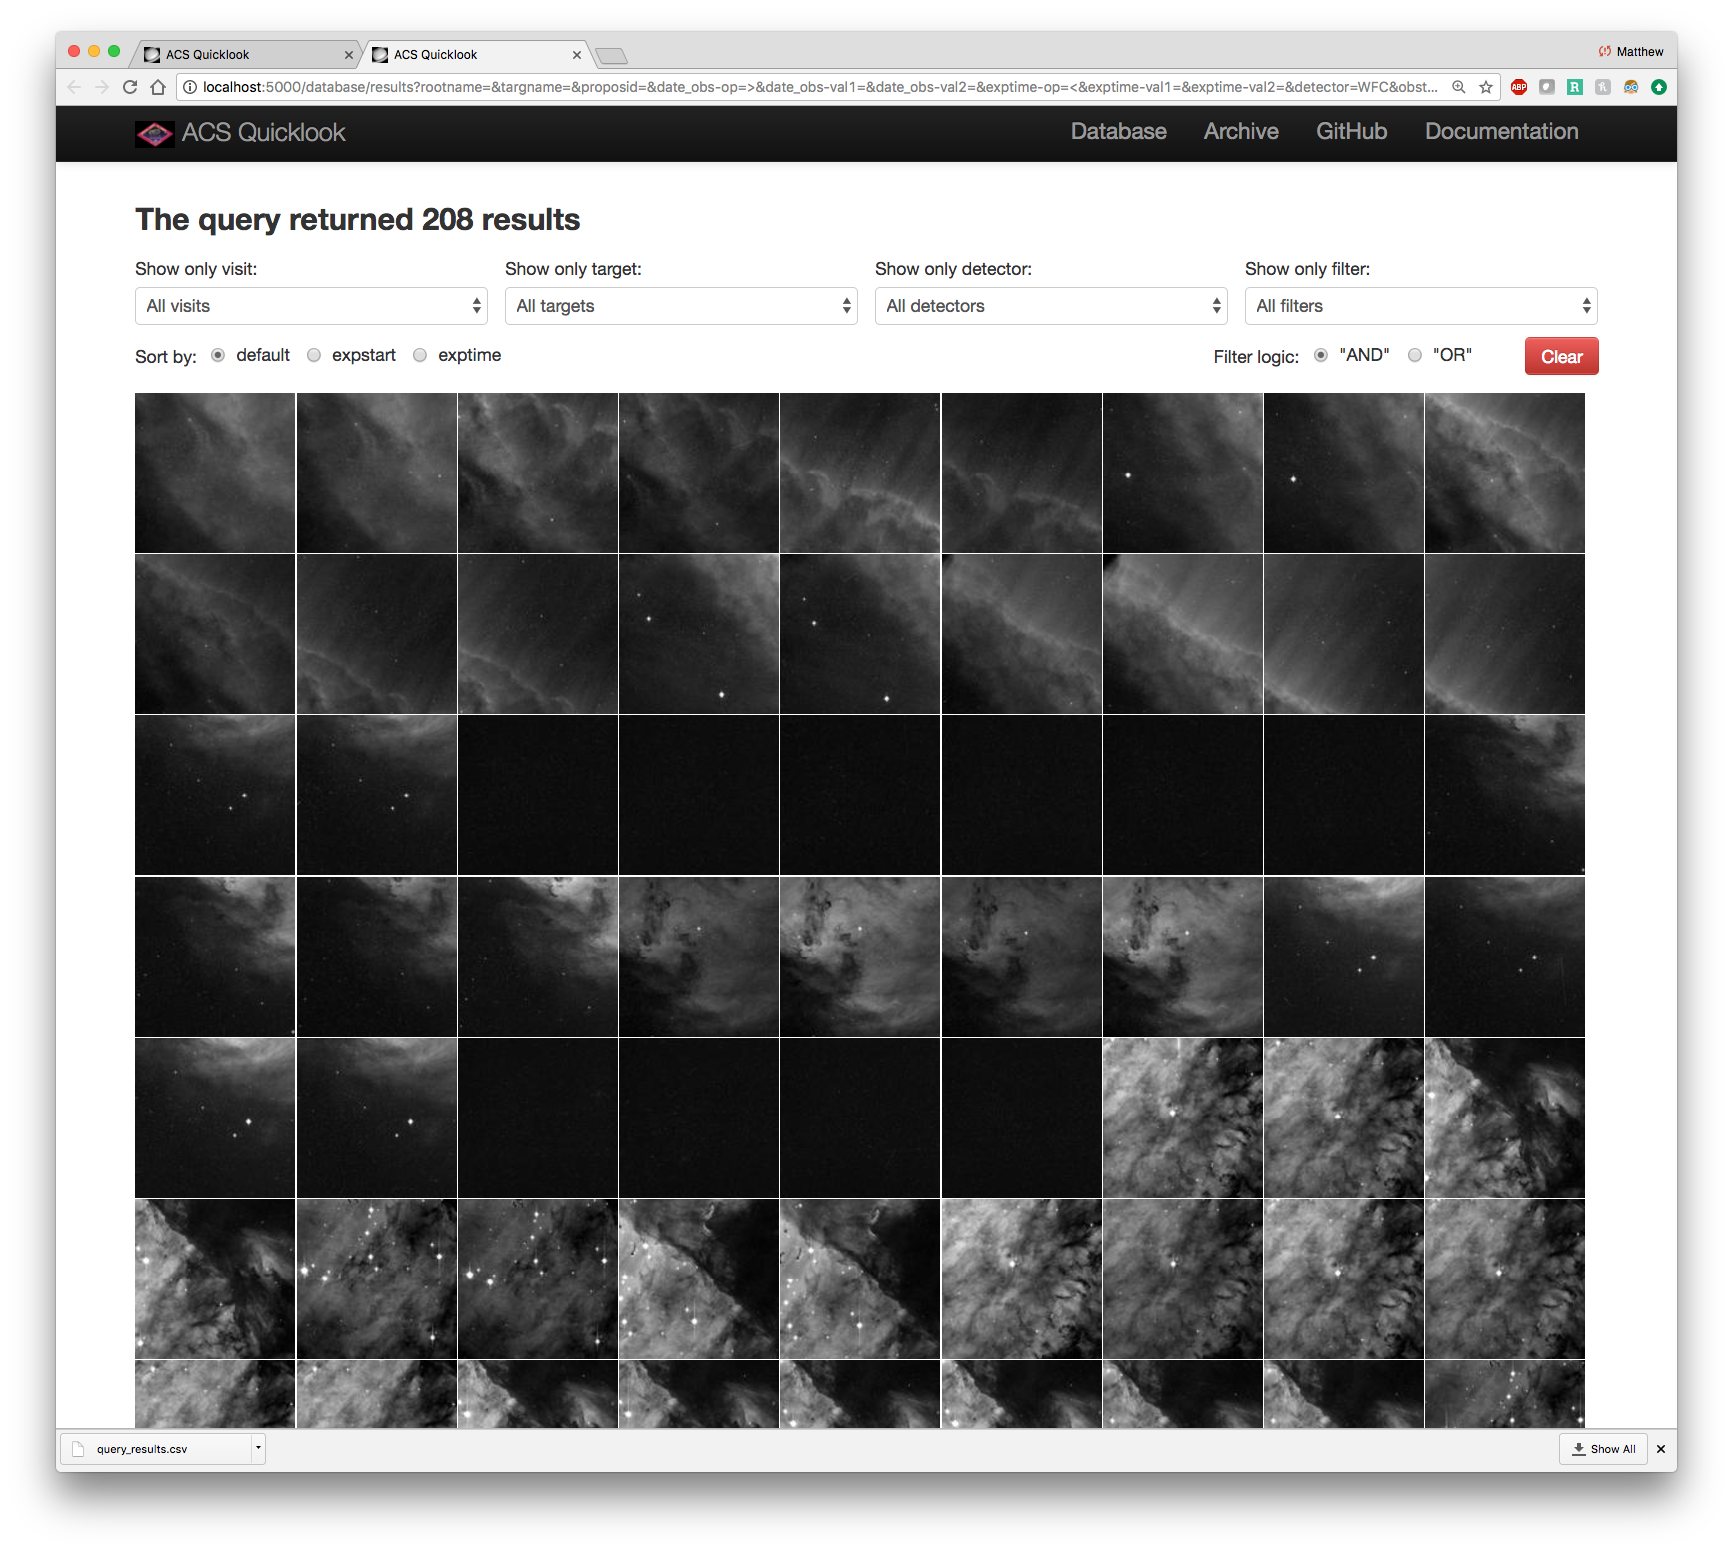 ACS Quicklook
ACS Quicklook
Matthew
localhost:5000/database/results?rootname=&targname=&proposid=&date_obs-op=>&date_obs-val1=&date_obs-val2=&exptime-op=<&exptime-val1=&exptime-val2=&detector=WFC&obst...
ABP
R
ACS Quicklook
Database Archive GitHub Documentation
The query returned 208 results
Show only visit: Show only target: Show only detector: Show only filter:
All visits All targets All detectors All filters
Sort by: default expstart exptime Filter logic: "AND" "OR" Clear
query_results.csv
Show All